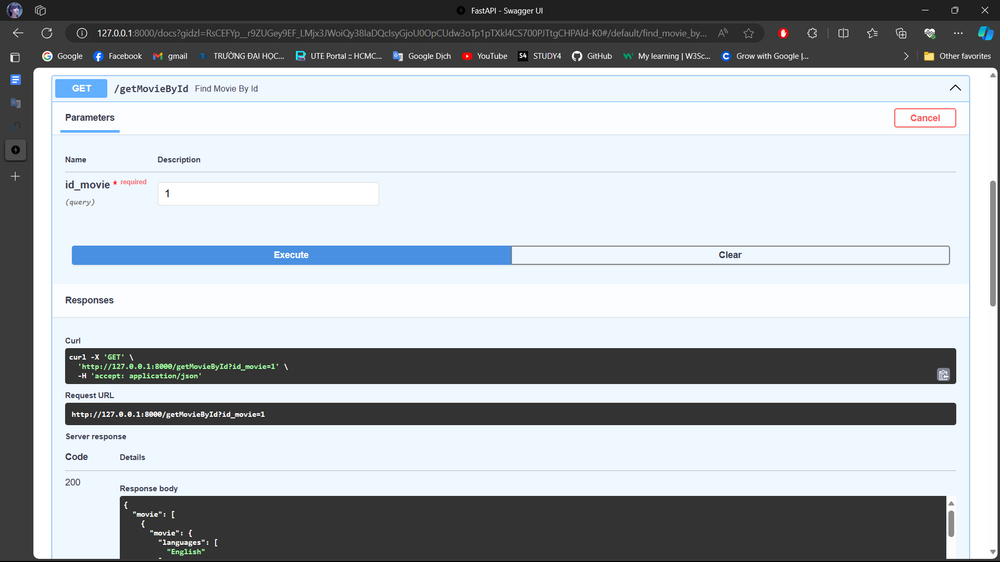 FastAPI - Swagger UI
127.0.0.1:8000/docs?gidzl=RsCEFYp__r9ZUGey9EF_LMjx3JWoiQy38IaDQcIsyGjoU0OpCUdw3oTp1pTXkl4CS700PJTtgCHPAld-K0#/default/find_movie_by...
Google Facebook gmail TRƯỜNG ĐẠI HỌC... UTE Portal :: HCMC... Google Dịch YouTube STUDY4 GitHub My learning | W3Sc... Grow with Google |... Other favorites
GET /getMovieById Find Movie By Id
Parameters Cancel
Name Description
id_movie * required 1
(query)
Execute Clear
Responses
Curl
curl -X 'GET' \
'http://127.0.0.1:8000/getMovieById?id_movie=1' \
-H 'accept: application/json'
Request URL
http://127.0.0.1:8000/getMovieById?id_movie=1
Server response
Code Details
200
Response body
{
"movie": [
{
"movie": {
"languages": [
"English"